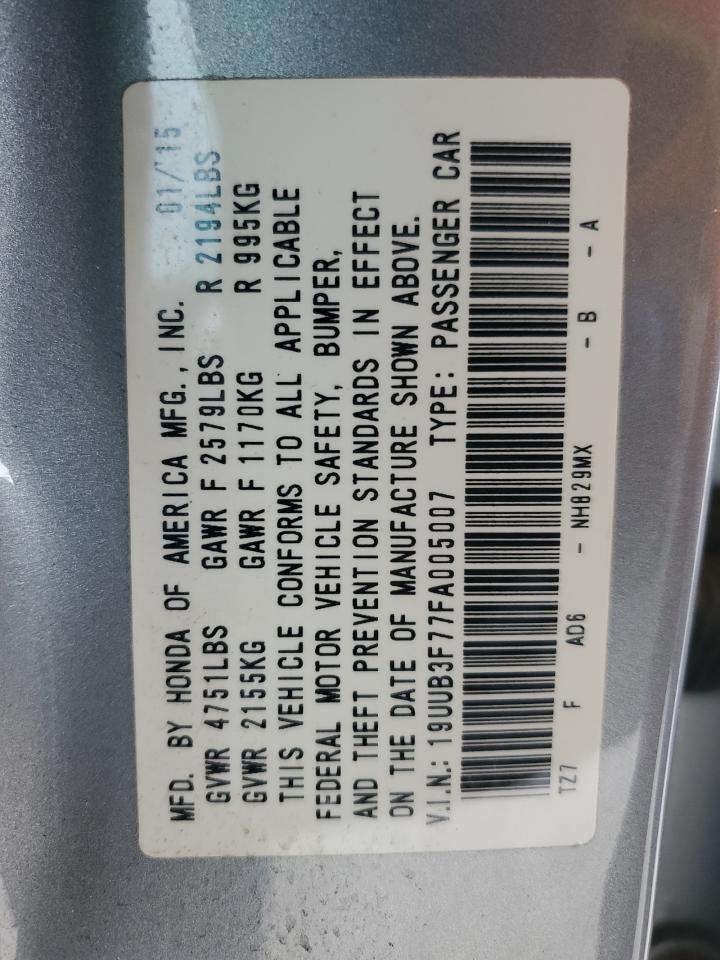 MFD. BY HONDA OF AMERICA MFG., INC. 01/15
GVWR 4751LBS GAWR F 2579LBS R 2194LBS
GVWR 2155KG GAWR F 1170KG R 995KG
THIS VEHICLE CONFORMS TO ALL APPLICABLE
FEDERAL MOTOR VEHICLE SAFETY, BUMPER,
AND THEFT PREVENTION STANDARDS IN EFFECT
ON THE DATE OF MANUFACTURE SHOWN ABOVE.
V.I.N.: 19UUB3F77FA005007 TYPE: PASSENGER CAR
TZ7 F AD6 - NH829MX - B - A